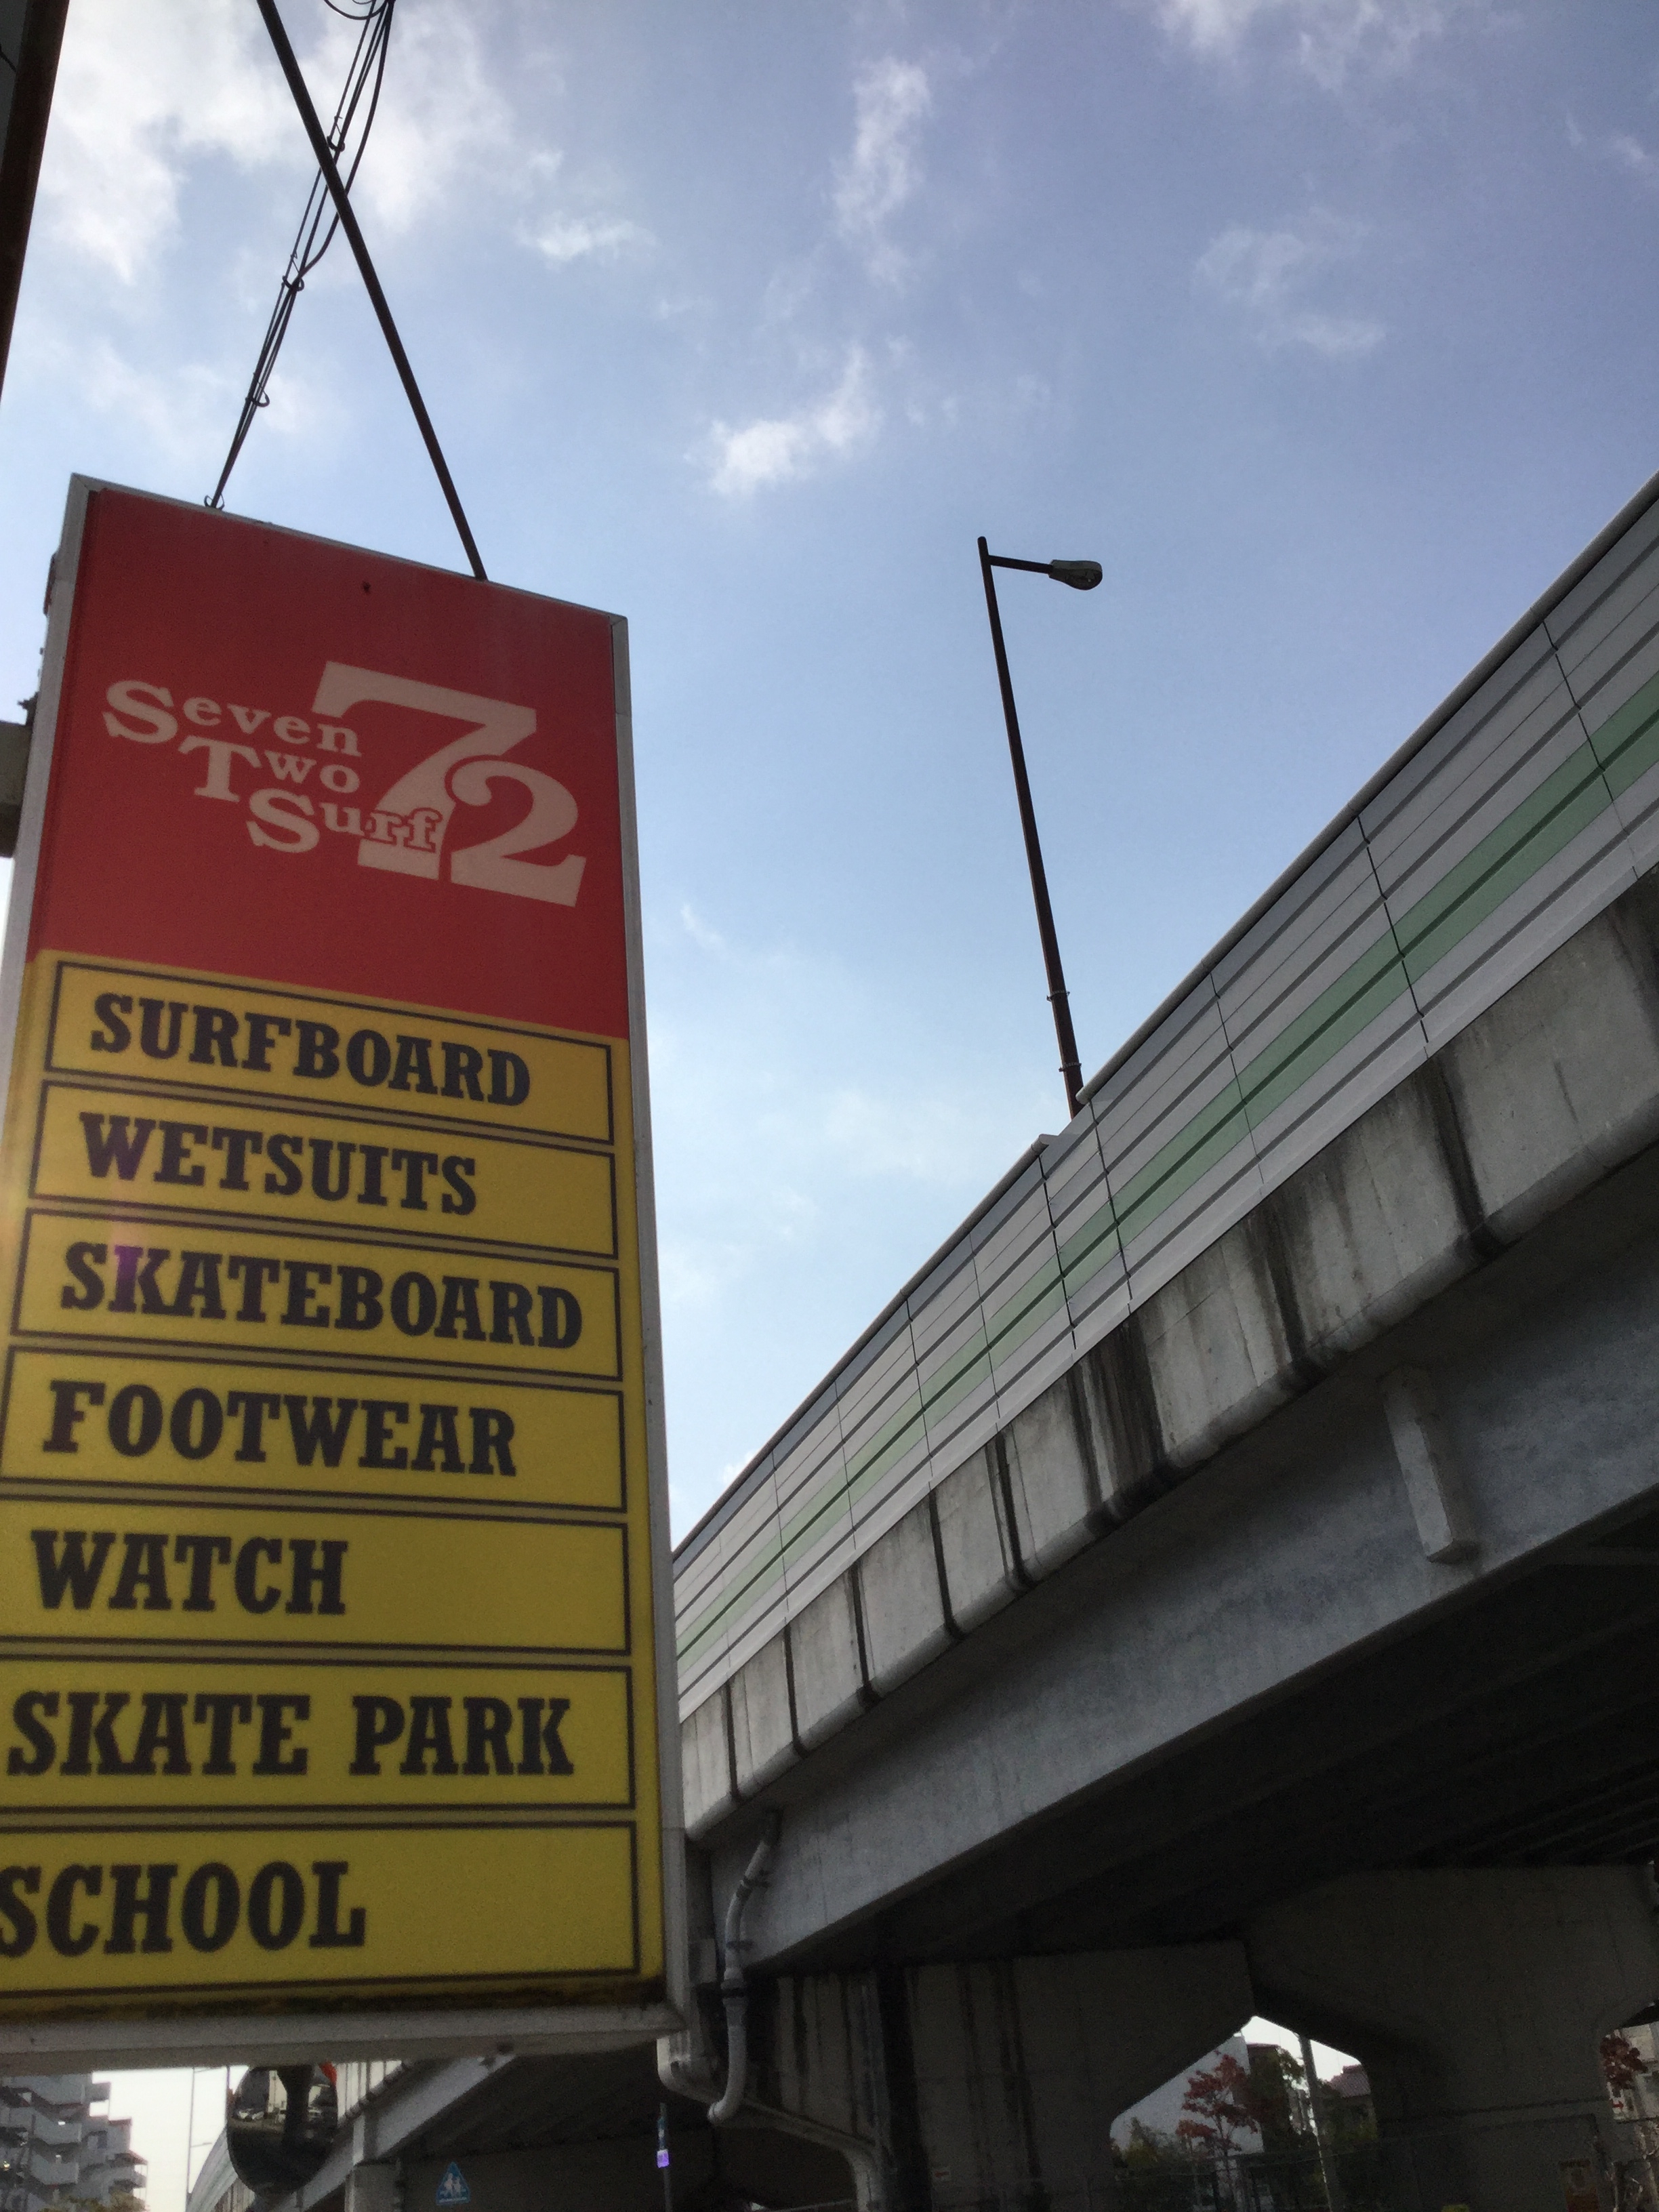 Seven
Two
Surf
72
SURFBOARD
WETSUITS
SKATEBOARD
FOOTWEAR
WATCH
SKATE PARK
SCHOOL